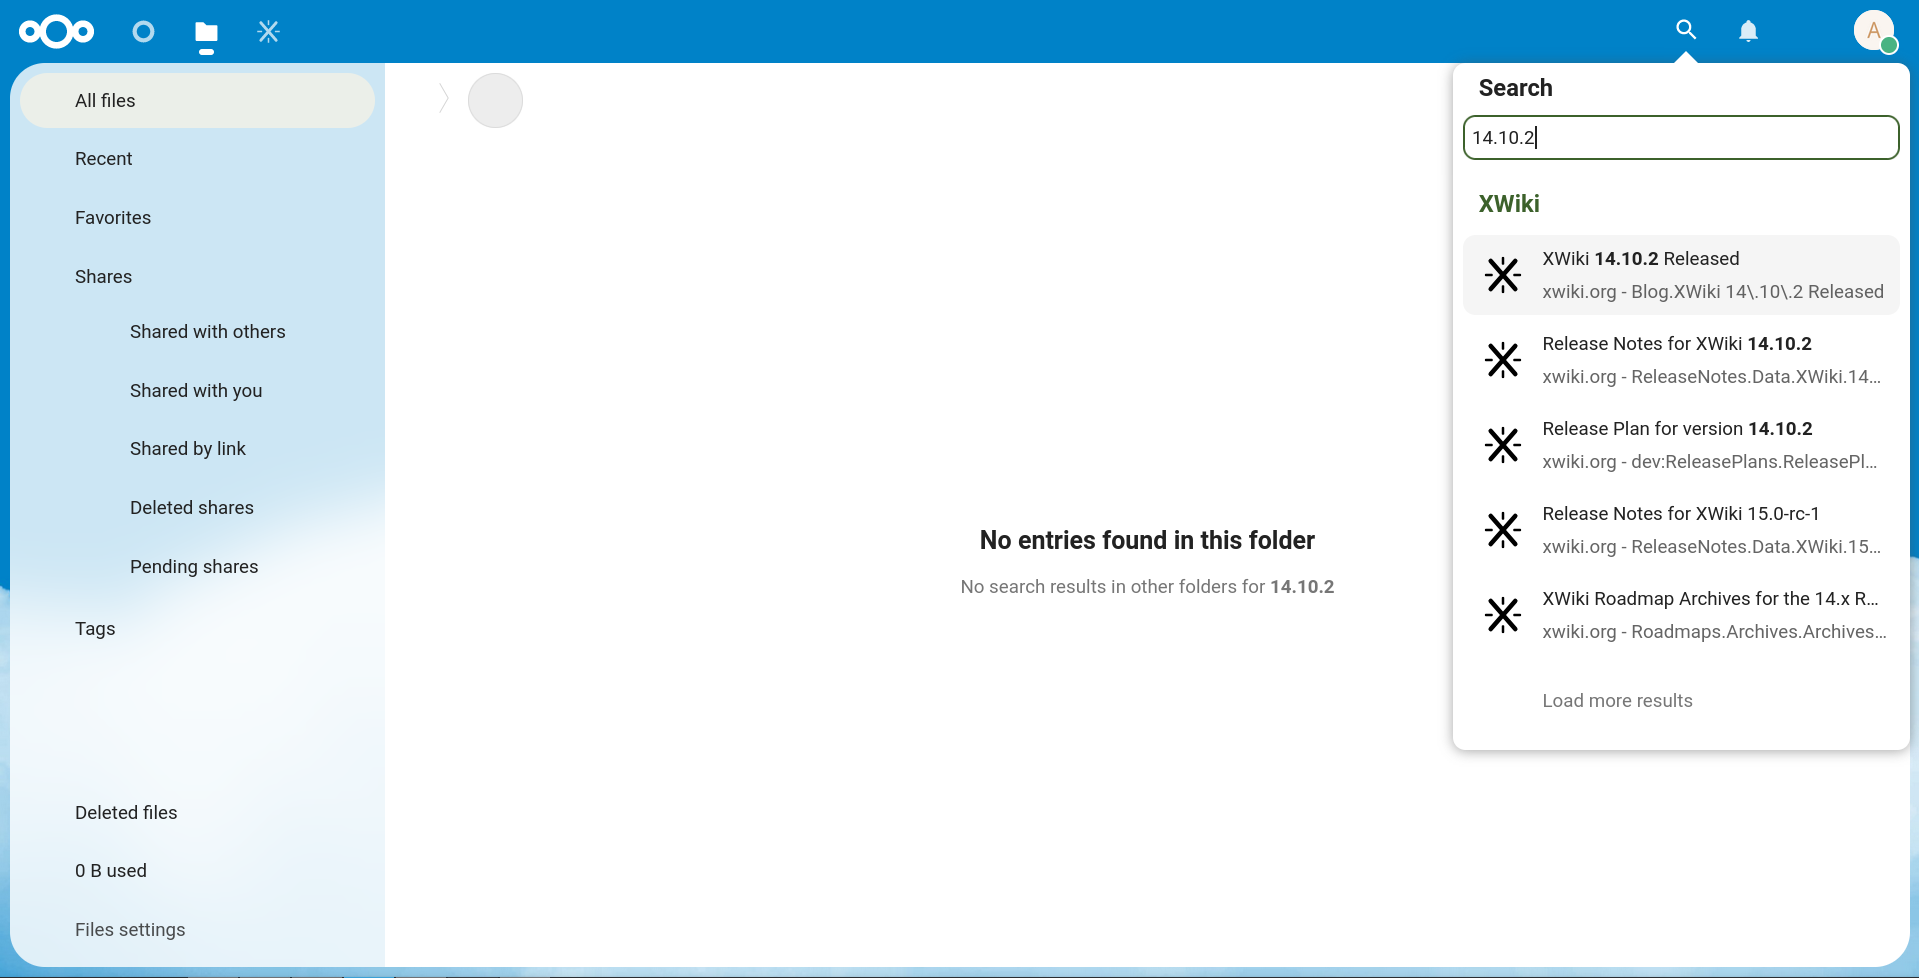 A
All files
Recent
Favorites
Shares
Shared with others
Shared with you
Shared by link
Deleted shares
Pending shares
Tags
Deleted files
0 B used
Files settings
No entries found in this folder
No search results in other folders for 14.10.2
Search
14.10.2
XWiki
XWiki 14.10.2 Released
xwiki.org - Blog.XWiki 14\.10\.2 Released
Release Notes for XWiki 14.10.2
xwiki.org - ReleaseNotes.Data.XWiki.14...
Release Plan for version 14.10.2
xwiki.org - dev:ReleasePlans.ReleasePl...
Release Notes for XWiki 15.0-rc-1
xwiki.org - ReleaseNotes.Data.XWiki.15...
XWiki Roadmap Archives for the 14.x R...
xwiki.org - Roadmaps.Archives.Archives...
Load more results